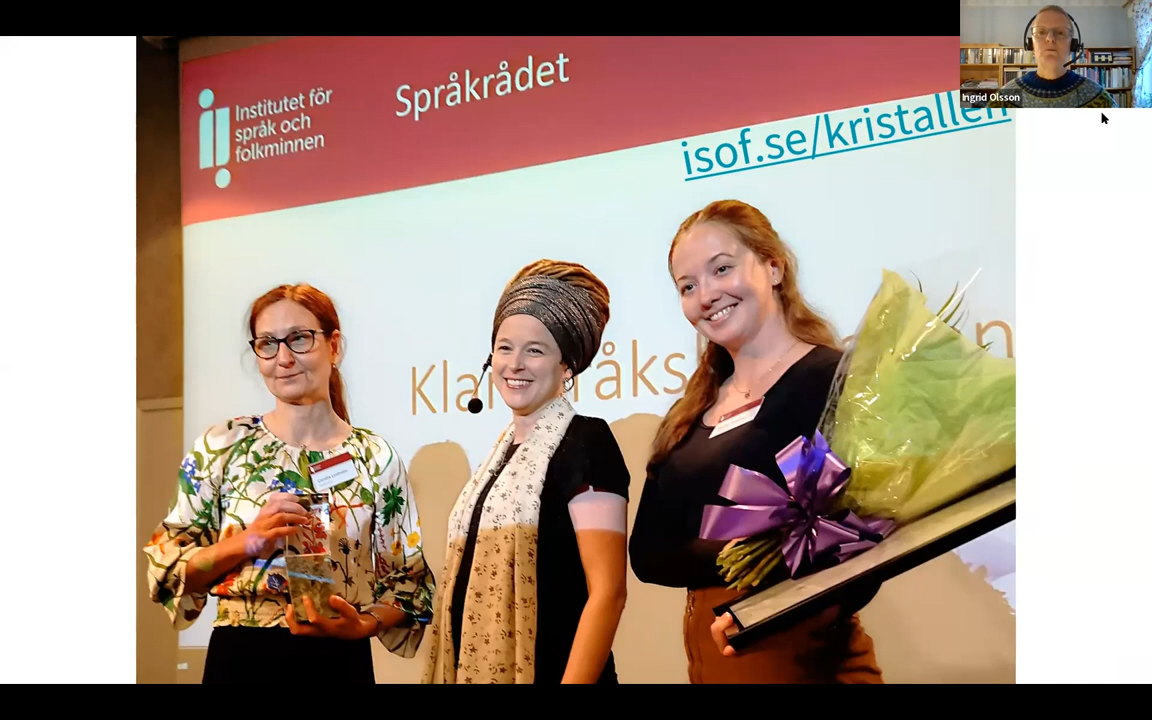 Institutet för
språk och
folkminnen
Språkrådet
isof.se/kristallen
Ingrid Olsson